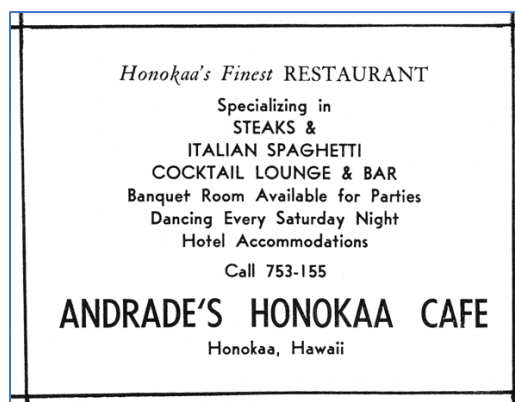 Honokaa's Finest RESTAURANT
Specializing in
STEAKS &
ITALIAN SPAGHETTI
COCKTAIL LOUNGE & BAR
Banquet Room Available for Parties
Dancing Every Saturday Night
Hotel Accommodations
Call 753-155
ANDRADE'S HONOKAA CAFE
Honokaa, Hawaii